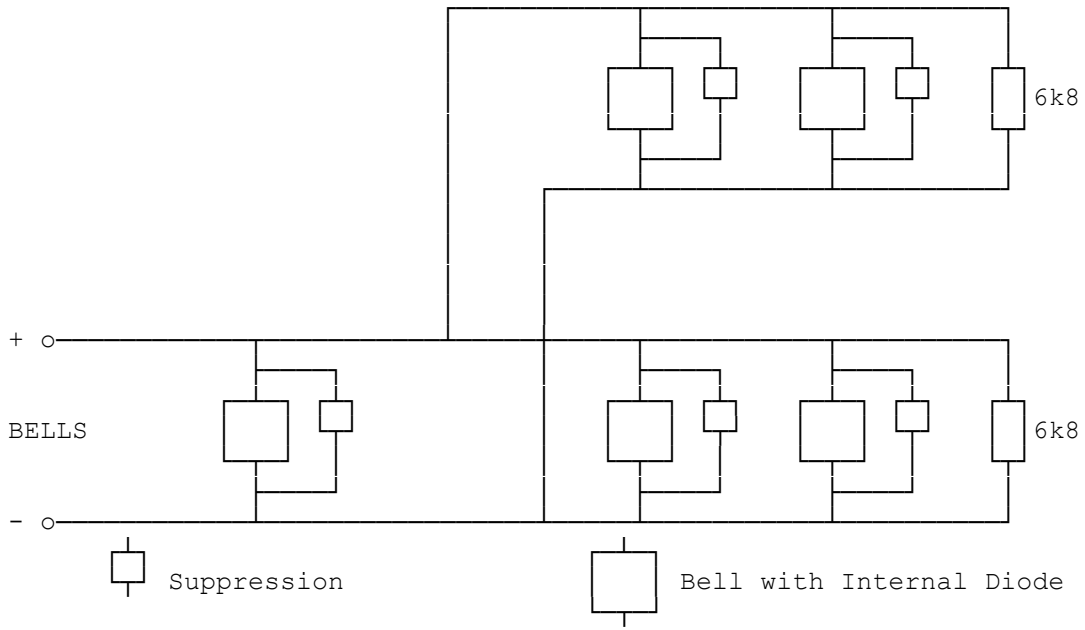 6k8
+
BELLS
6k8
-
Suppression
Bell with Internal Diode